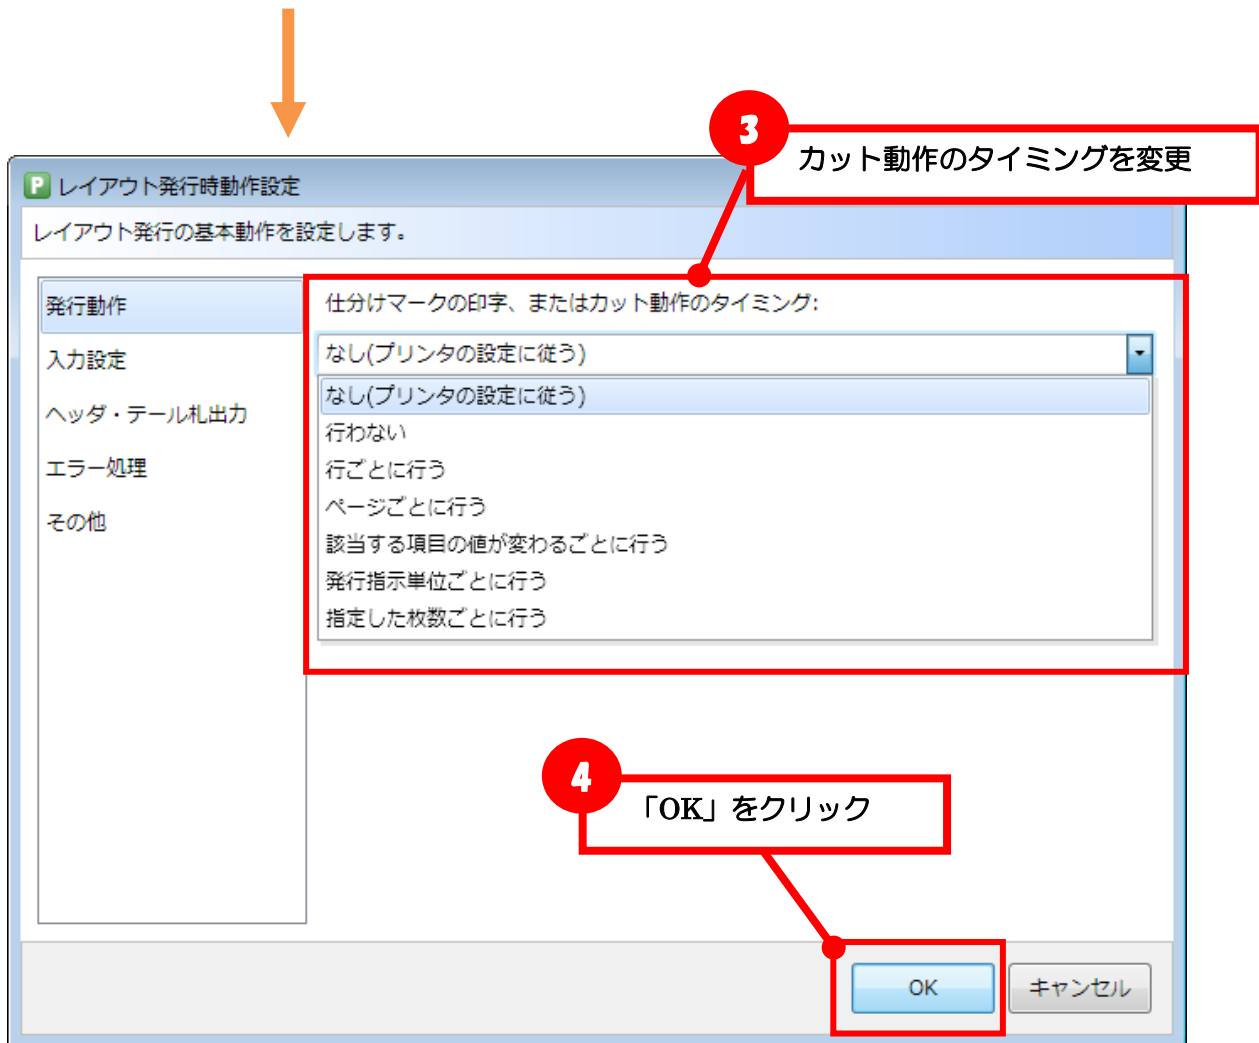 3
カット動作のタイミングを変更
P レイアウト発行時動作設定
レイアウト発行の基本動作を設定します。
発行動作
入力設定
ヘッダ・テール札出力
エラー処理
その他
仕分けマークの印字、またはカット動作のタイミング:
なし(プリンタの設定に従う)
なし(プリンタの設定に従う)
行わない
行ごとに行う
ページごとに行う
該当する項目の値が変わるごとに行う
発行指示単位ごとに行う
指定した枚数ごとに行う
4
「OK」をクリック
OK
キャンセル